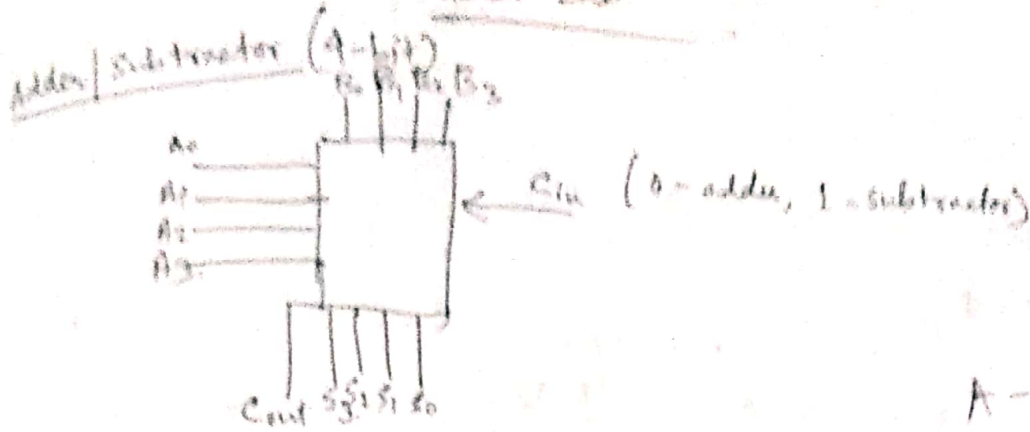 Adder/Subtractor (4-bit)
B0 B1 B2 B3
A0
A1
A2
A3
Cin (0-adder, 1-subtractor)
Cout S3 S2 S1 S0
A -